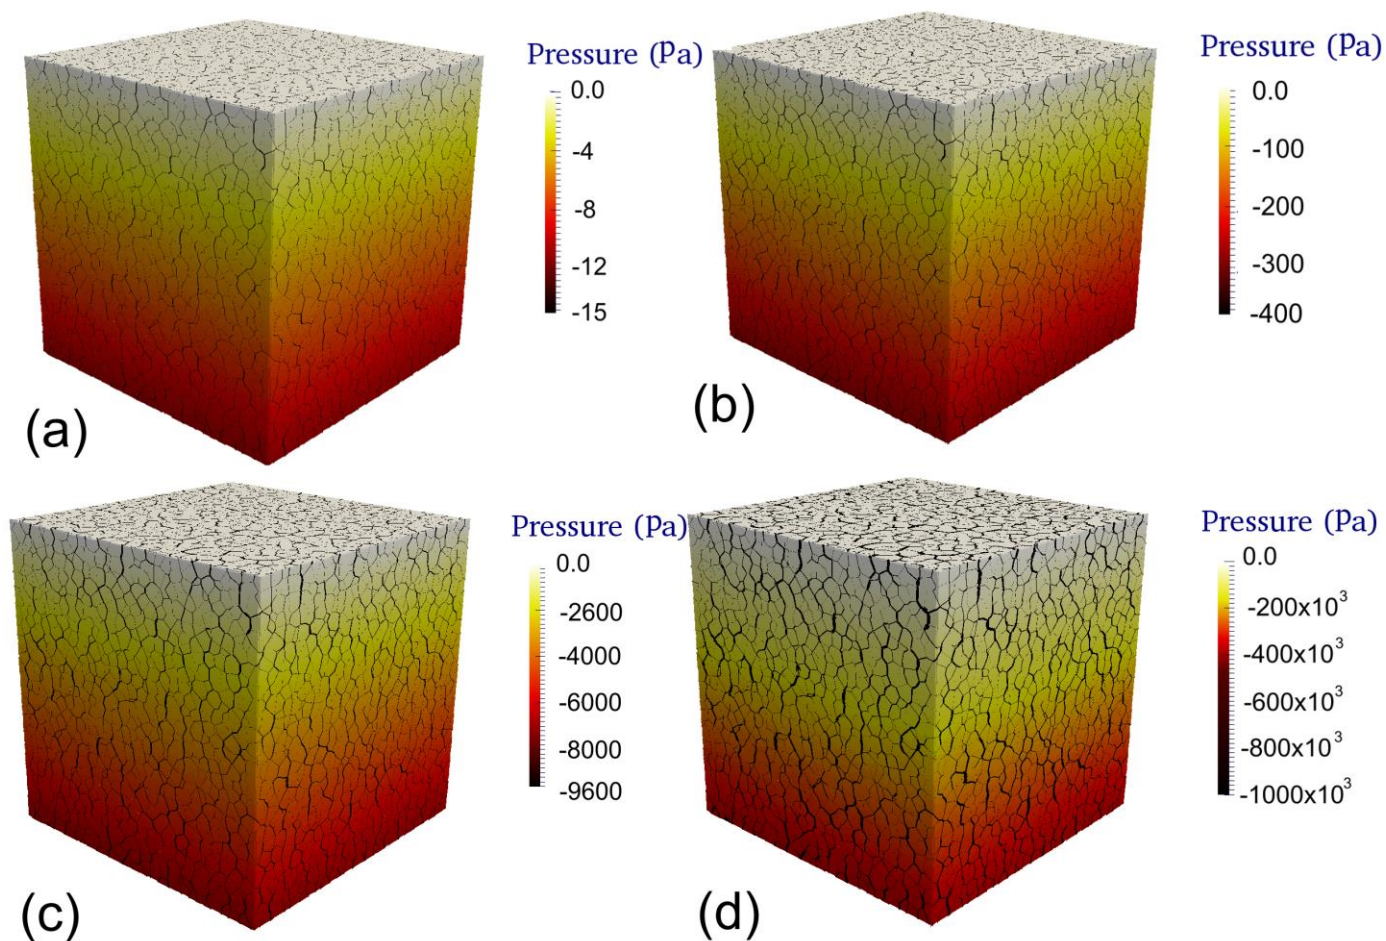 Pressure (Pa)
0.0
-4
-8
-12
-15
(a)
Pressure (Pa)
0.0
-100
-200
-300
-400
(b)
Pressure (Pa)
0.0
-2600
-4000
-6000
-8000
-9600
(c)
Pressure (Pa)
0.0
-200x10³
-400x10³
-600x10³
-800x10³
-1000x10³
(d)